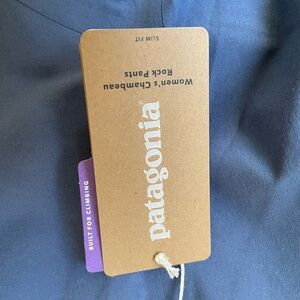 patagonia
Women's Chambeau
Rock Pants
SLIM FIT
BUILT FOR CLIMBING